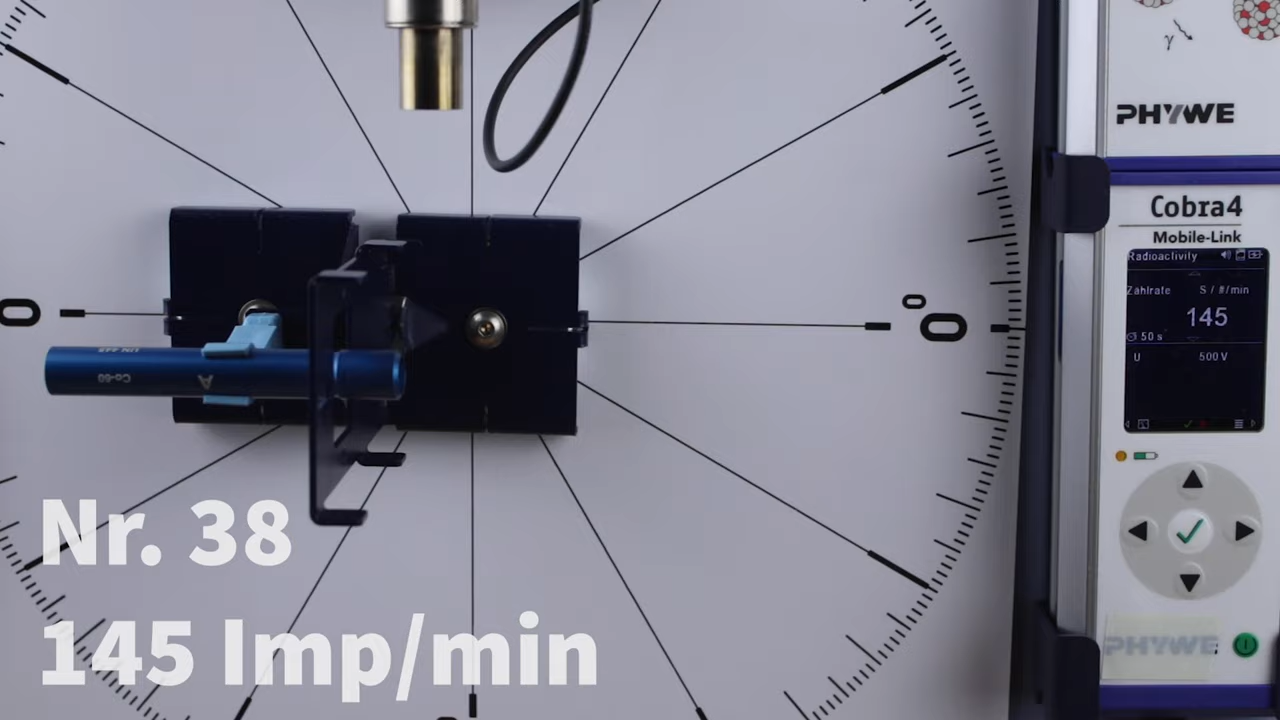 γ
PHYWE
Cobra4
Mobile-Link
Radioactivity
Zählrate S / #/min
145
50 s
U 500 V
0
°0
Co-60
A
Nr. 38
145 Imp/min
PHYWE